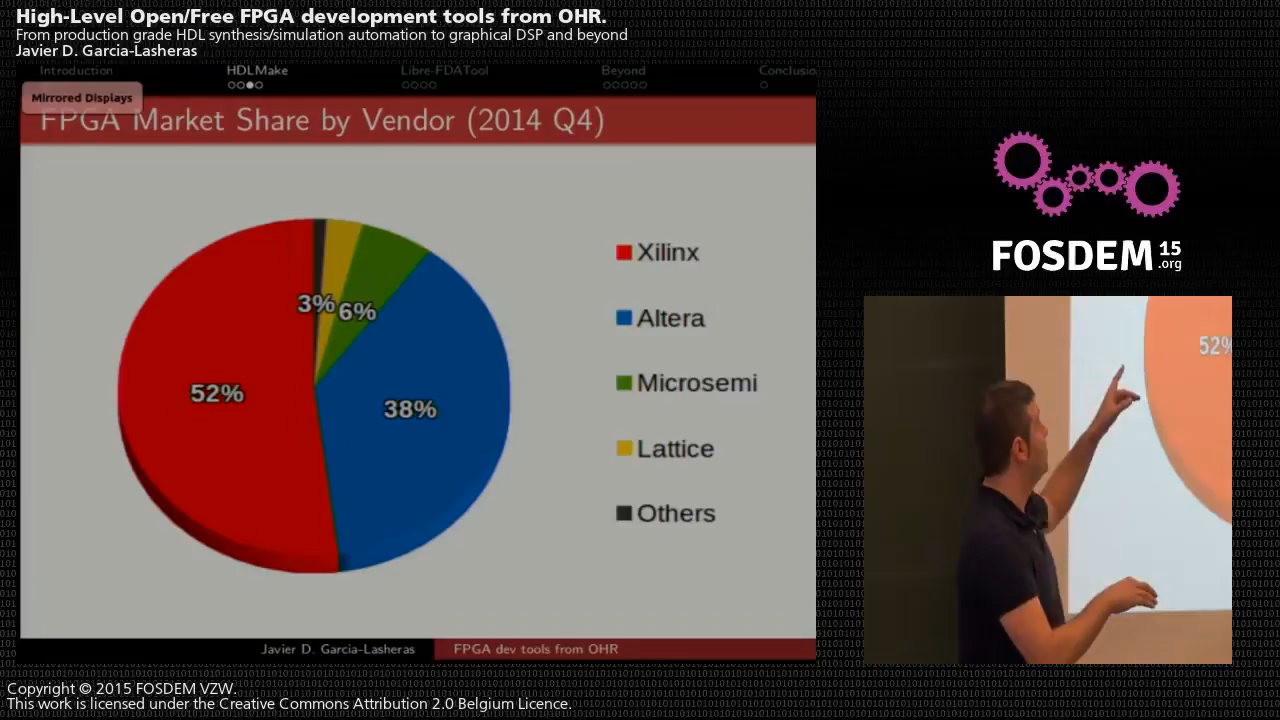 High-Level Open/Free FPGA development tools from OHR.
From production grade HDL synthesis/simulation automation to graphical DSP and beyond
Javier D. Garcia-Lasheras
Introduction HDLMake Libre-FDATool Beyond Conclusio
Mirrored Displays
FPGA Market Share by Vendor (2014 Q4)
3%
6%
52%
38%
Xilinx
Altera
Microsemi
Lattice
Others
Javier D. Garcia-Lasheras FPGA dev tools from OHR
FOSDEM 15
.org
52%
Copyright © 2015 FOSDEM VZW.
This work is licensed under the Creative Commons Attribution 2.0 Belgium Licence.